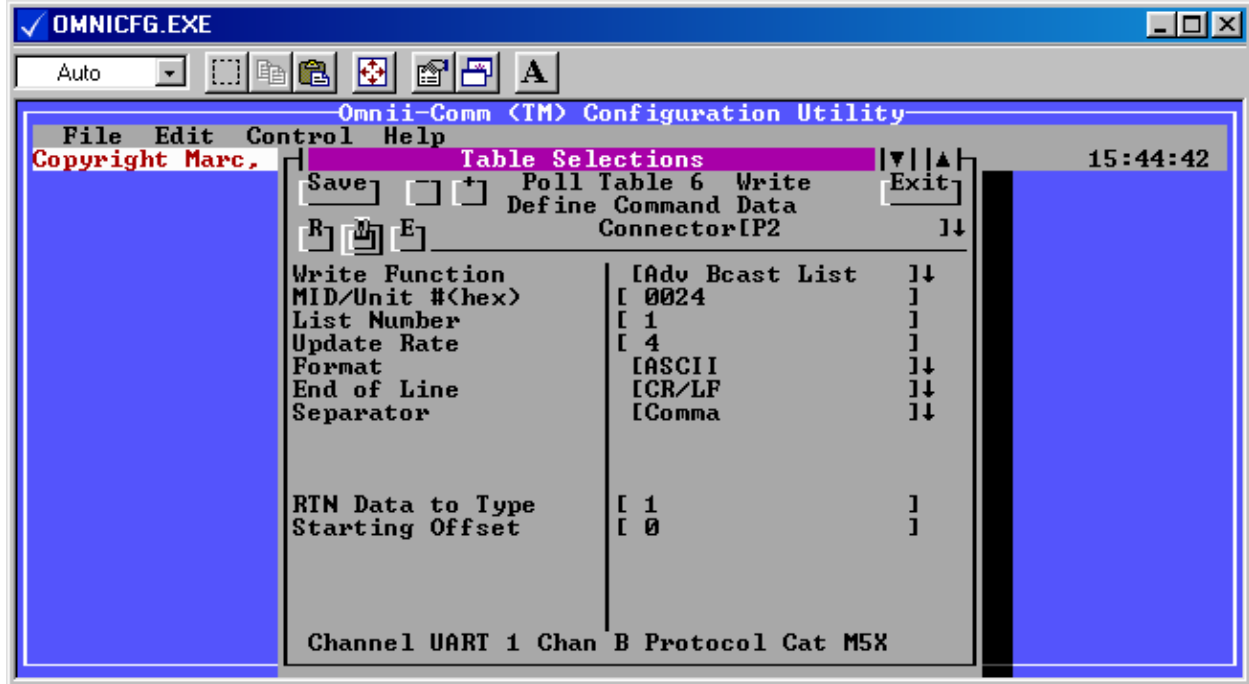 OMNICFG.EXE
Auto
A
Omnii-Comm (TM) Configuration Utility
File Edit Control Help
Copyright Marc, Table Selections 15:44:42
Save - + Poll Table 6 Write Exit
Define Command Data
R W E Connector[P2 ]↓
Write Function [Adv Bcast List ]↓
MID/Unit #(hex) [ 0024 ]
List Number [ 1 ]
Update Rate [ 4 ]
Format [ASCII ]↓
End of Line [CR/LF ]↓
Separator [Comma ]↓
RTN Data to Type [ 1 ]
Starting Offset [ 0 ]
Channel UART 1 Chan B Protocol Cat M5X